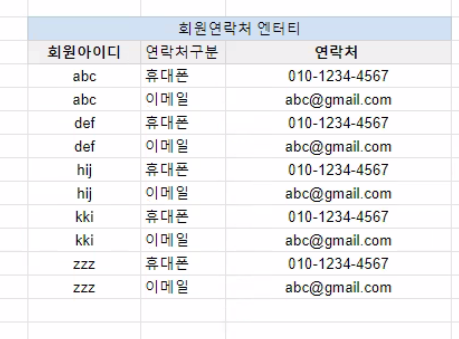 회원연락처 엔터티
회원아이디 연락처구분 연락처
abc 휴대폰 010-1234-4567
abc 이메일 abc@gmail.com
def 휴대폰 010-1234-4567
def 이메일 abc@gmail.com
hij 휴대폰 010-1234-4567
hij 이메일 abc@gmail.com
kki 휴대폰 010-1234-4567
kki 이메일 abc@gmail.com
zzz 휴대폰 010-1234-4567
zzz 이메일 abc@gmail.com